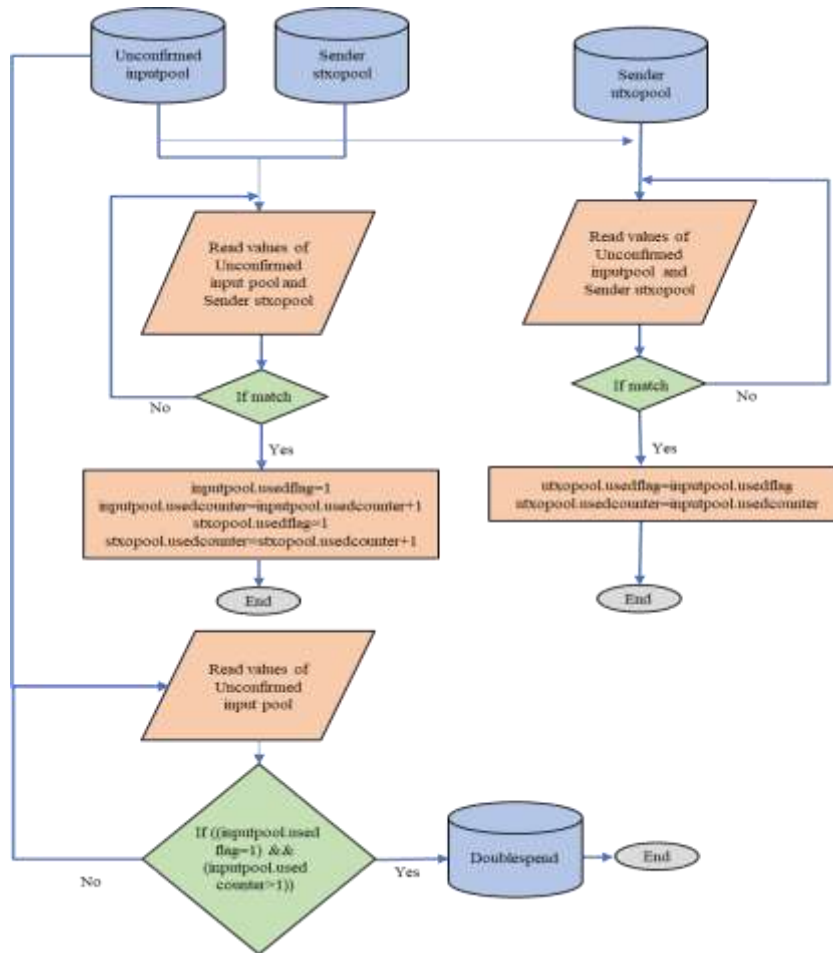 Unconfirmed
inputpool
Sender
stxopool
Sender
utxopool
Read values of
Unconfirmed
input pool and
Sender stxopool
Read values of
Unconfirmed
inputpool and
Sender utxopool
If match
No
Yes
If match
No
Yes
inputpool.usedflag=1
inputpool.usedcounter=inputpool.usedcounter+1
stxopool.usedflag=1
stxopool.usedcounter=stxopool.usedcounter+1
utxopool.usedflag=inputpool.usedflag
utxopool.usedcounter=inputpool.usedcounter
End
End
Read values of
Unconfirmed
input pool
If ((inputpool.used
flag=1) &&
(inputpool.used
counter>1))
No
Yes
Doublespend
End